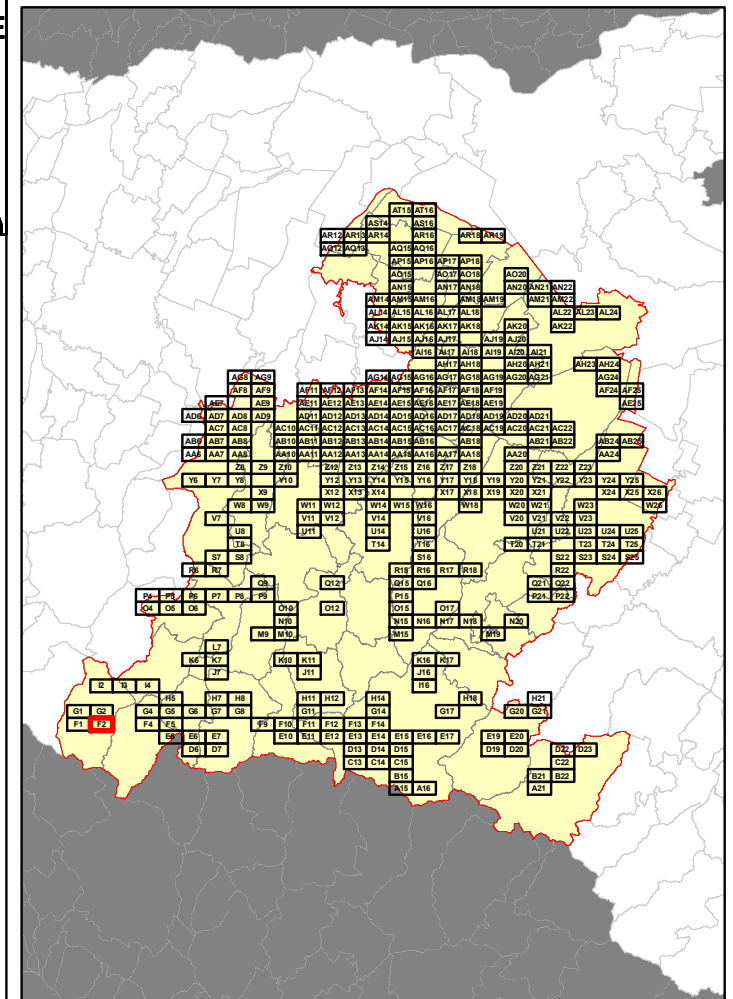 E
AT15 AT16
AS14 AS16
AR12 AR13 AR14 AR16 AR18 AR19
AQ12 AQ13 AQ15 AQ16
AP15 AP16 AP17 AP18
AO15 AO17 AO18 AO20
AN15 AN17 AN18 AN20 AN21 AN22
AM14 AM15 AM16 AM18 AM19 AM21 AM22
AL14 AL15 AL16 AL17 AL18 AL22 AL23 AL24
AK14 AK15 AK16 AK17 AK18 AK20 AK22
AJ14 AJ15 AJ16 AJ17 AJ19 AJ20
AI16 AI17 AI18 AI19 AI20 AI21
AH17 AH18 AH20 AH21 AH23 AH24
AG8 AG9 AG14 AG15 AG16 AG17 AG18 AG19 AG20 AG21 AG24
AF8 AF9 AF11 AF12 AF13 AF14 AF15 AF16 AF17 AF18 AF19 AF24 AF25
AE7 AE9 AE11 AE12 AE13 AE14 AE15 AE16 AE17 AE18 AE19 AE25
AD6 AD7 AD8 AD9 AD11 AD12 AD13 AD14 AD15 AD16 AD17 AD18 AD19 AD20 AD21
AC7 AC8 AC10 AC11 AC12 AC13 AC14 AC15 AC16 AC17 AC18 AC19 AC20 AC21 AC22
AB6 AB7 AB8 AB10 AB11 AB12 AB13 AB14 AB15 AB16 AB18 AB21 AB22 AB24 AB25
AA6 AA7 AA8 AA10 AA11 AA12 AA13 AA14 AA15 AA16 AA17 AA18 AA20 AA24
Z8 Z9 Z10 Z12 Z13 Z14 Z15 Z16 Z17 Z18 Z20 Z21 Z22 Z23
Y6 Y7 Y8 Y10 Y12 Y13 Y14 Y15 Y16 Y17 Y18 Y19 Y20 Y21 Y22 Y23 Y24 Y25
X9 X12 X13 X14 X17 X18 X19 X20 X21 X24 X25 X26
W8 W9 W11 W12 W14 W15 W16 W18 W20 W21 W23 W26
V7 V11 V12 V14 V16 V20 V21 V22 V23
U8 U11 U14 U16 U21 U22 U23 U24 U25
T8 T14 T16 T20 T21 T23 T24 T25
S7 S8 S16 S22 S23 S24 S25
R6 R7 R15 R16 R17 R18 R22
Q9 Q12 Q15 Q16 Q21 Q22
P4 P5 P6 P7 P8 P9 P15 P21 P22
O4 O5 O6 O10 O12 O15 O17
N10 N15 N16 N17 N18 N20
M9 M10 M15 M19
L7
K6 K7 K10 K11 K16 K17
J7 J11 J16
I2 I3 I4 I16
H5 H7 H8 H11 H12 H14 H18 H21
G1 G2 G4 G5 G6 G7 G8 G11 G14 G17 G20 G21
F1 F2 F4 F5 F9 F10 F11 F12 F13 F14
E5 E6 E7 E10 E11 E12 E13 E14 E15 E16 E17 E19 E20
D6 D7 D13 D14 D15 D19 D20 D22 D23
C13 C14 C15 C22
B15 B21 B22
A15 A16 A21